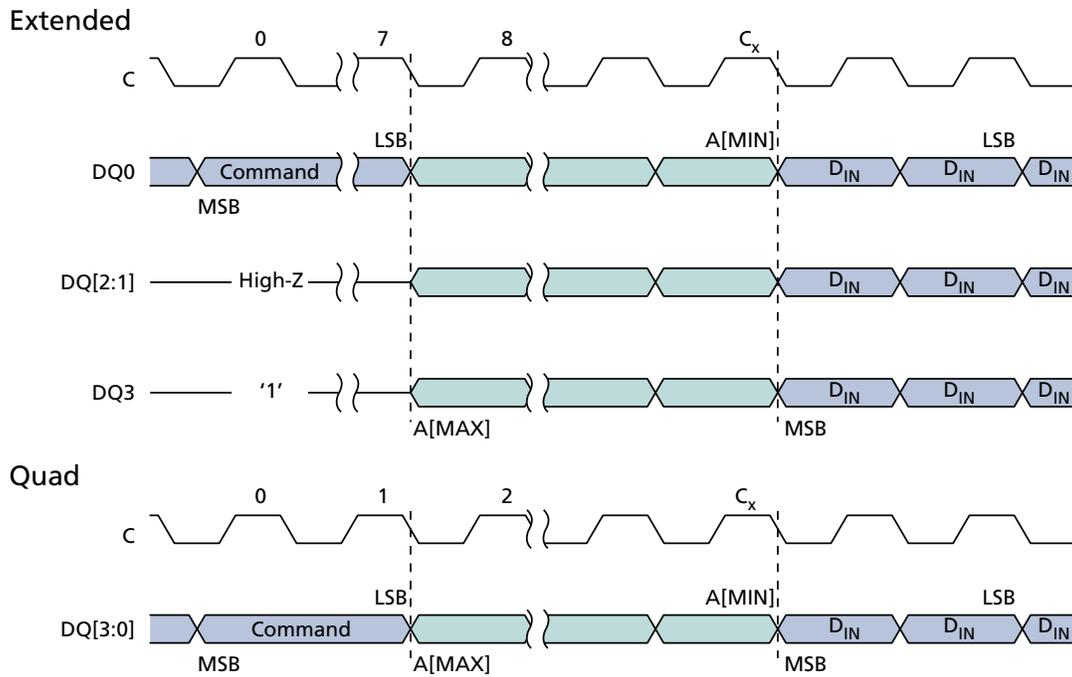 Extended
0 7 8 Cx
C
LSB A[MIN] LSB
DQ0 Command DIN DIN DIN
MSB
DQ[2:1] High-Z DIN DIN DIN
DQ3 ‘1’ DIN DIN DIN
A[MAX] MSB
Quad
0 1 2 Cx
C
LSB A[MIN] LSB
DQ[3:0] Command DIN DIN DIN
MSB A[MAX] MSB